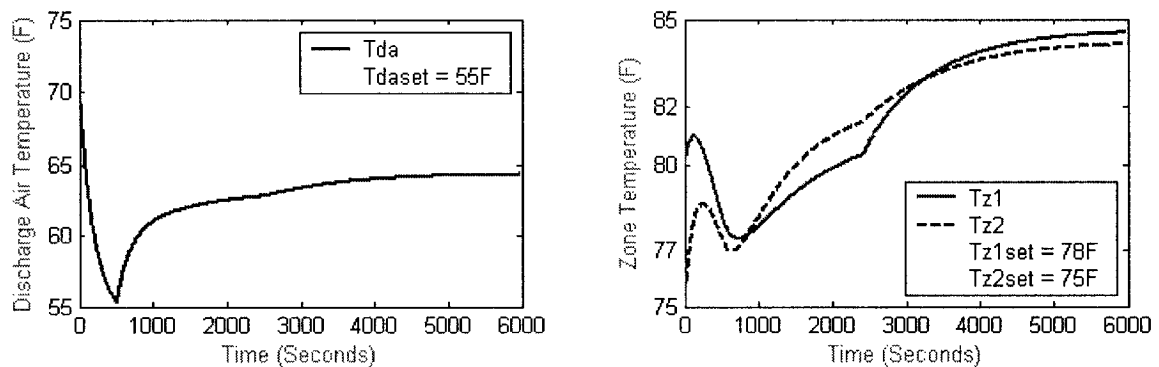 Discharge Air Temperature (F)
75
70
65
60
55
0 1000 2000 3000 4000 5000 6000
Time (Seconds)
Tda
Tdaset = 55F
Zone Temperature (F)
85
82
80
77
75
0 1000 2000 3000 4000 5000 6000
Time (Seconds)
Tz1
Tz2
Tz1set = 78F
Tz2set = 75F